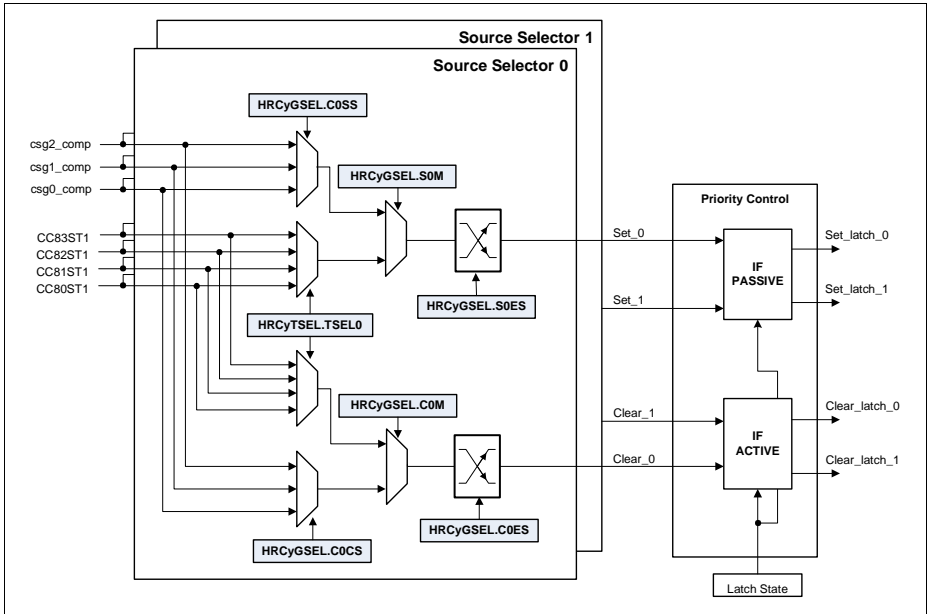 Source Selector 1
Source Selector 0
HRCyGSEL.C0SS
csg2_comp
csg1_comp
csg0_comp
HRCyGSEL.S0M
CC83ST1
CC82ST1
CC81ST1
CC80ST1
HRCyGSEL.S0ES
HRCyTSEL.TSEL0
HRCyGSEL.C0M
HRCyGSEL.C0ES
HRCyGSEL.C0CS
Set_0
Set_1
Clear_1
Clear_0
Priority Control
IF
PASSIVE
IF
ACTIVE
Set_latch_0
Set_latch_1
Clear_latch_0
Clear_latch_1
Latch State